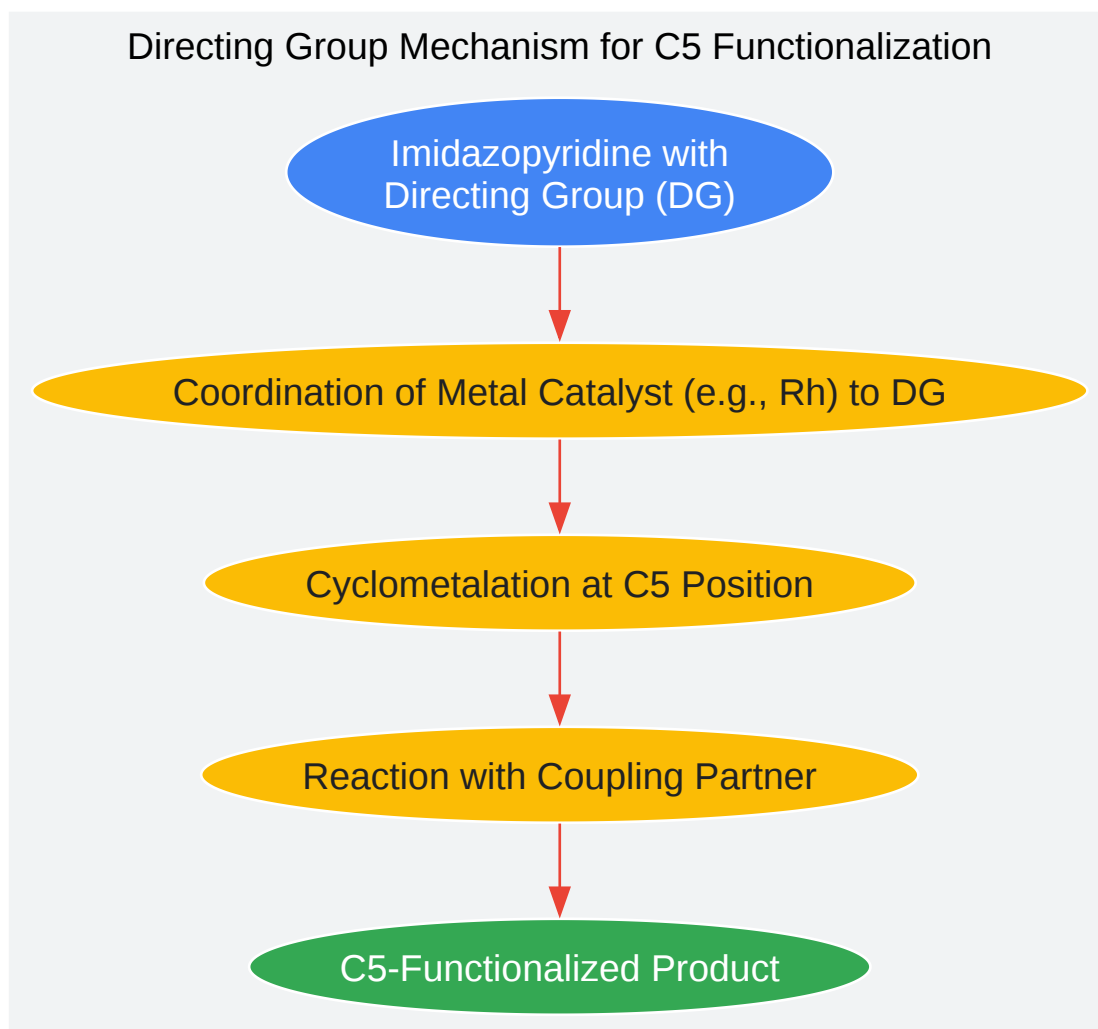 Directing Group Mechanism for C5 Functionalization
Imidazopyridine with
Directing Group (DG)
Coordination of Metal Catalyst (e.g., Rh) to DG
Cyclometalation at C5 Position
Reaction with Coupling Partner
C5-Functionalized Product